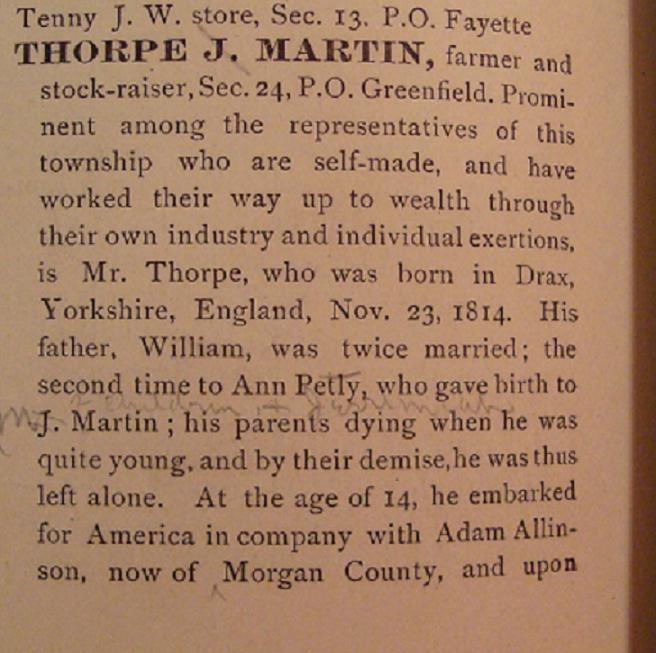 Tenny J. W. store, Sec. 13. P.O. Fayette
THORPE J. MARTIN, farmer and
stock-raiser, Sec. 24, P.O. Greenfield. Promi-
nent among the representatives of this
township who are self-made, and have
worked their way up to wealth through
their own industry and individual exertions,
is Mr. Thorpe, who was born in Drax,
Yorkshire, England, Nov. 23, 1814. His
father, William, was twice married; the
second time to Ann Petly, who gave birth to
J. Martin; his parents dying when he was
quite young, and by their demise, he was thus
left alone. At the age of 14, he embarked
for America in company with Adam Allin-
son, now of Morgan County, and upon